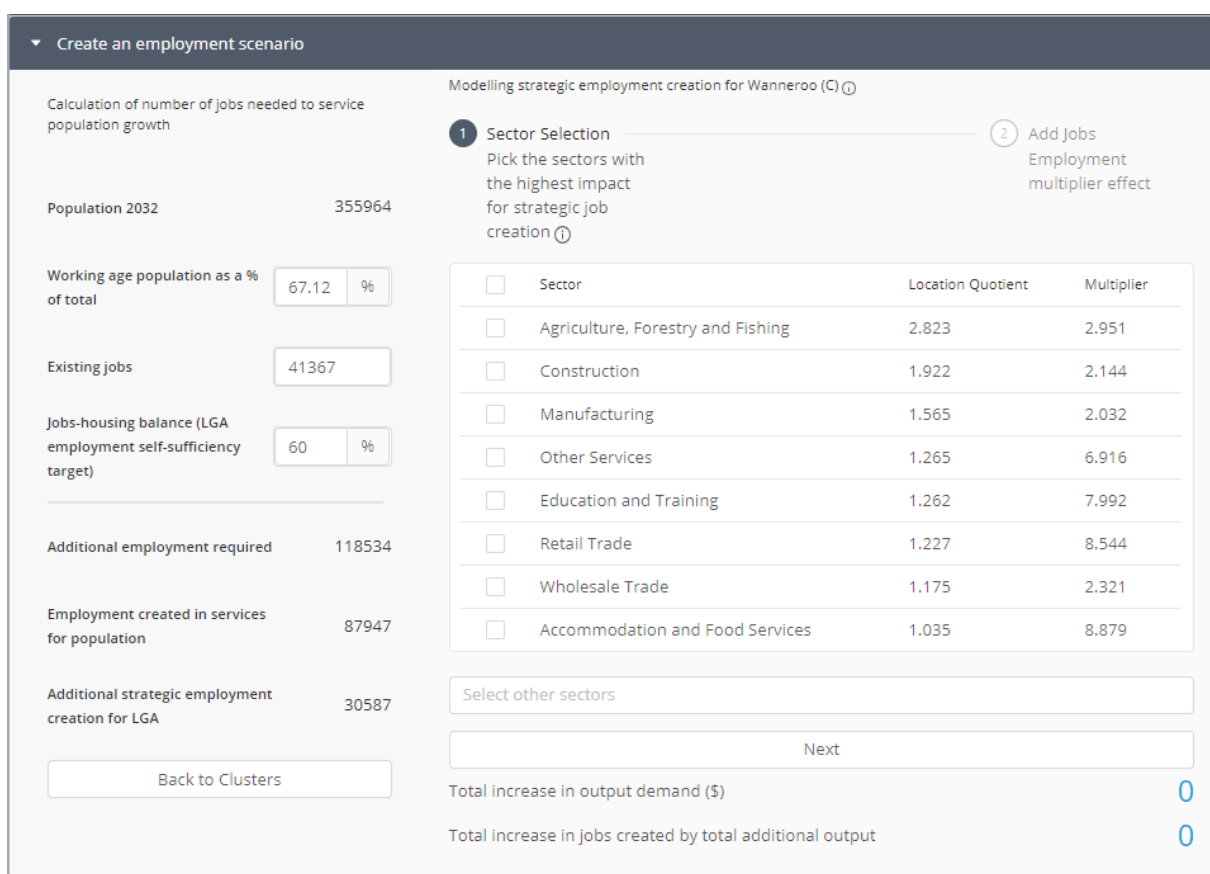 Create an employment scenario
Calculation of number of jobs needed to service
population growth
Population 2032 355964
Working age population as a %
of total
67.12 %
Existing jobs 41367
Jobs-housing balance (LGA
employment self-sufficiency
target)
60 %
Additional employment required 118534
Employment created in services
for population
87947
Additional strategic employment
creation for LGA
30587
Back to Clusters
Modelling strategic employment creation for Wanneroo (C)
1 Sector Selection
Pick the sectors with
the highest impact
for strategic job
creation
2 Add Jobs
Employment
multiplier effect
Sector Location Quotient Multiplier
Agriculture, Forestry and Fishing 2.823 2.951
Construction 1.922 2.144
Manufacturing 1.565 2.032
Other Services 1.265 6.916
Education and Training 1.262 7.992
Retail Trade 1.227 8.544
Wholesale Trade 1.175 2.321
Accommodation and Food Services 1.035 8.879
Select other sectors
Next
Total increase in output demand ($) 0
Total increase in jobs created by total additional output 0